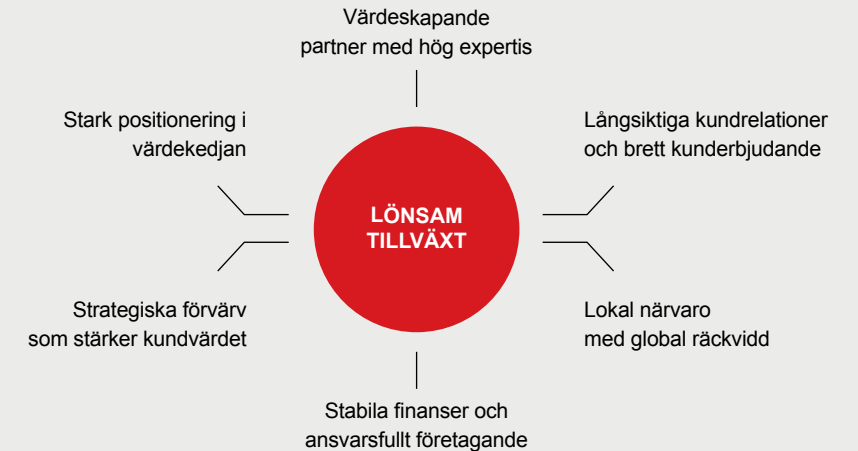 Värdeskapande
partner med hög expertis
Stark positionering i
värdekedjan
Långsiktiga kundrelationer
och brett kunderbjudande
LÖNSAM
TILLVÄXT
Strategiska förvärv
som stärker kundvärdet
Lokal närvaro
med global räckvidd
Stabila finanser och
ansvarsfullt företagande